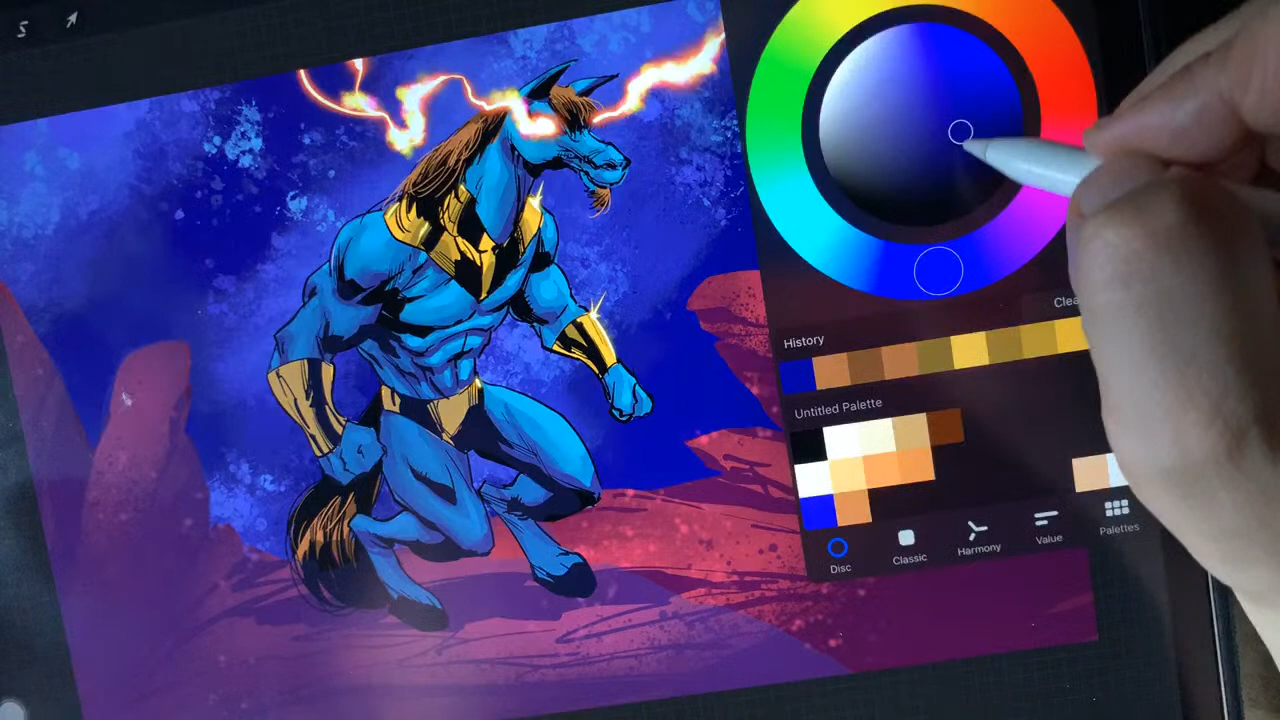 History
Untitled Palette
Disc
Classic
Harmony
Value
Palettes